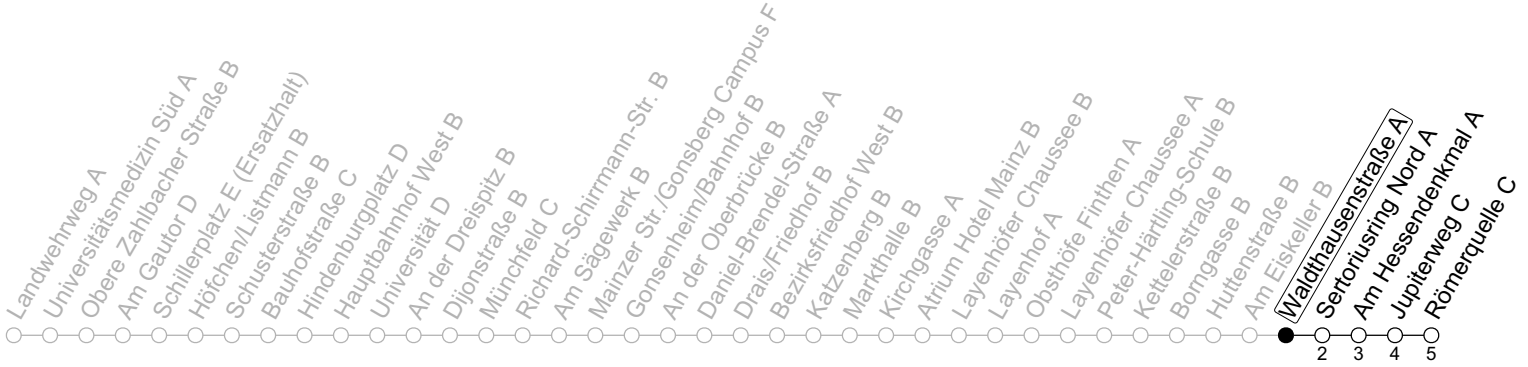 Landwehrweg A
Universitätsmedizin Süd A
Obere Zahlbacher Straße B
Am Gautor D
Schillerplatz E (Ersatzhalt)
Höfchen/Listmann B
Schusterstraße B
Bauhofstraße C
Hindenburgplatz D
Hauptbahnhof West B
Universität D
An der Dreispitz B
Dijonstraße B
Münchfeld C
Richard-Schirrmann-Str. B
Am Sägewerk B
Mainzer Str./Gonsberg Campus F
Gonsenheim/Bahnhof B
An der Oberbrücke B
Daniel-Brendel-Straße A
Drais/Friedhof B
Bezirksfriedhof West B
Katzenberg B
Markthalle B
Kirchgasse A
Atrium Hotel Mainz B
Layenhöfer Chaussee B
Layenhof A
Obsthöfe Finthen A
Layenhöfer Chaussee A
Peter-Härtling-Schule B
Kettelerstraße B
Borngasse B
Huttenstraße B
Am Eiskeller B
Waldthausenstraße A
Sertoriusring Nord A
Am Hessendenkmal A
Jupiterweg C
Römerquelle C
2 3 4 5